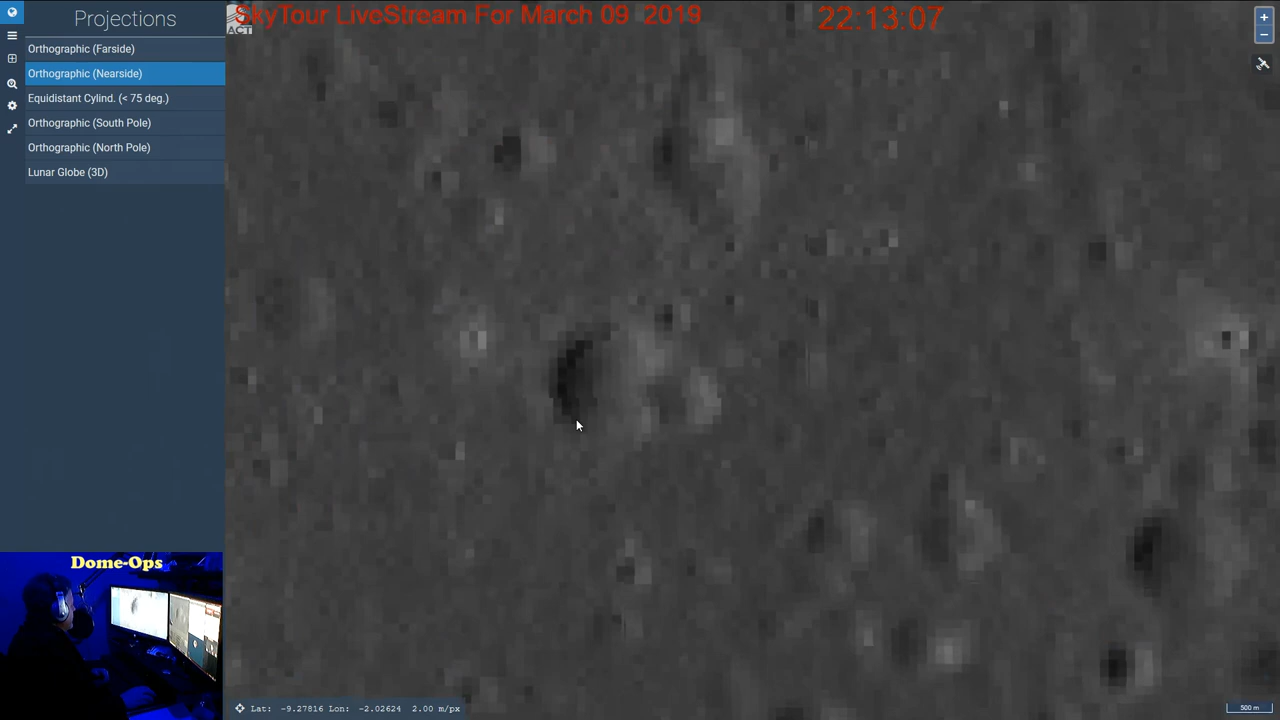 Projections
Orthographic (Farside)
Orthographic (Nearside)
Equidistant Cylind. (< 75 deg.)
Orthographic (South Pole)
Orthographic (North Pole)
Lunar Globe (3D)
SkyTour LiveStream For March 09 2019
22:13:07
ACT
+
−
Dome-Ops
Lat: -9.27816 Lon: -2.02624 2.00 m/px
500 m